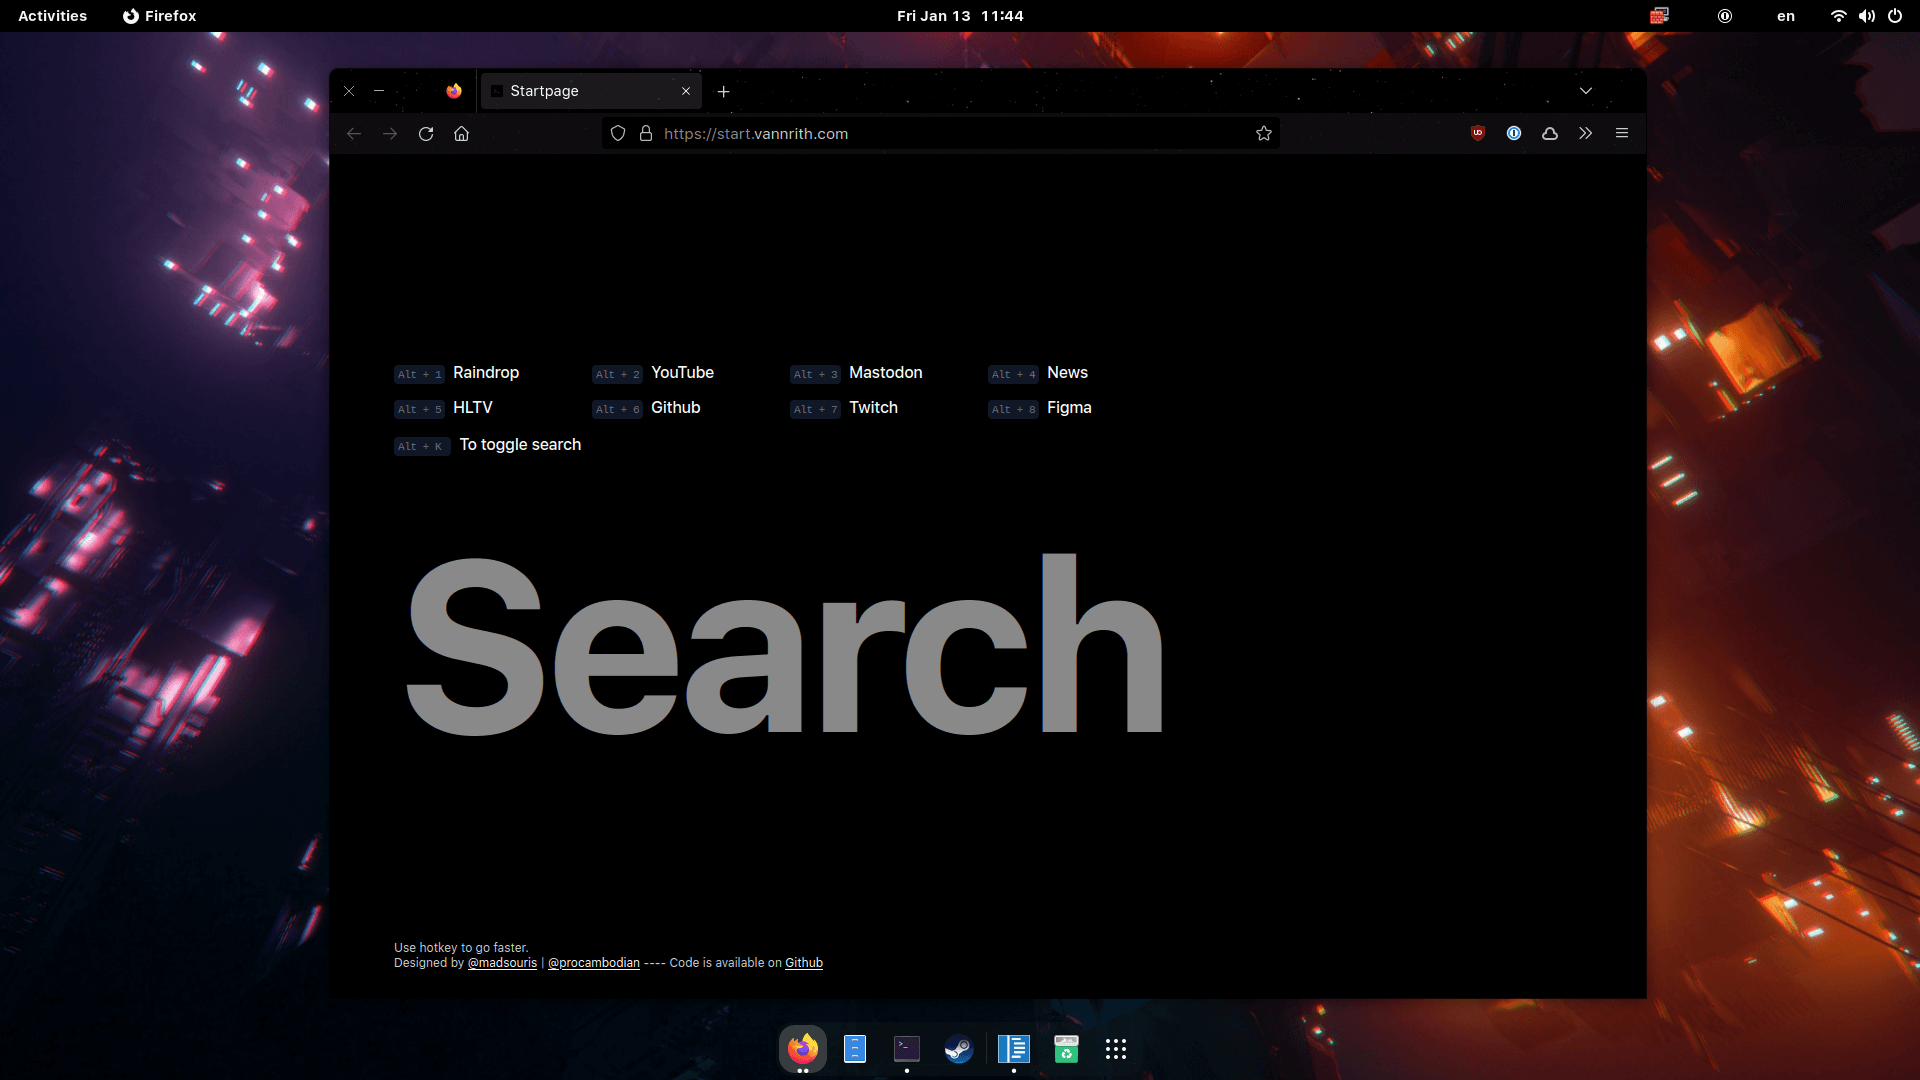 Activities Firefox Fri Jan 13 11:44 en
Startpage
https://start.vannrith.com
Alt + 1 Raindrop Alt + 2 YouTube Alt + 3 Mastodon Alt + 4 News
Alt + 5 HLTV Alt + 6 Github Alt + 7 Twitch Alt + 8 Figma
Alt + K To toggle search
Search
Use hotkey to go faster.
Designed by @madsouris | @procambodian ---- Code is available on Github